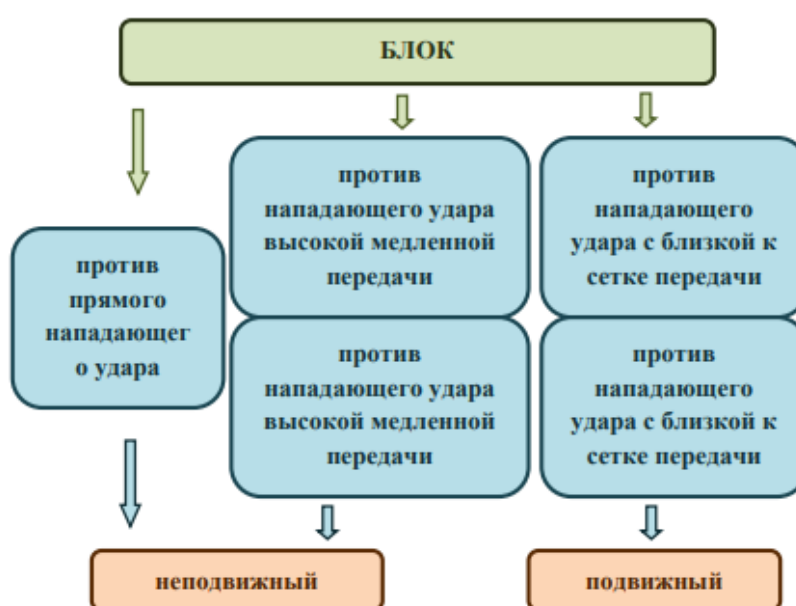 БЛОК
против
нападающего удара
высокой медленной
передачи
против
нападающего
удара с близкой к
сетке передачи
против
прямого
нападающег
о удара
против
нападающего удара
высокой медленной
передачи
против
нападающего
удара с близкой к
сетке передачи
неподвижный
подвижный